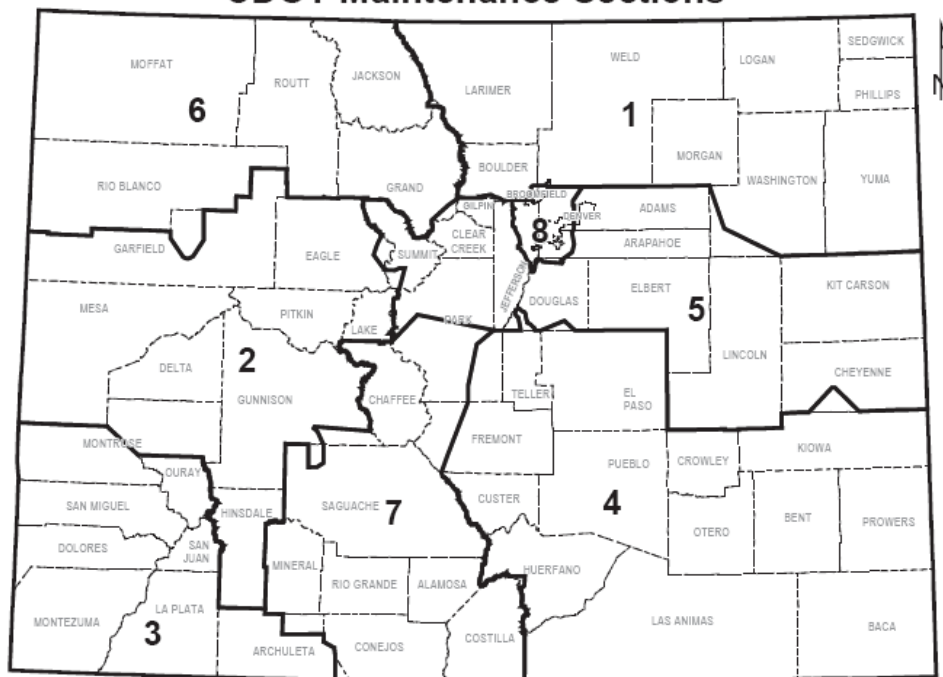 CDOT Maintenance Sections
MOFFAT
ROUTT
JACKSON
LARIMER
WELD
LOGAN
SEDGWICK
PHILLIPS
6
1
MORGAN
WASHINGTON
YUMA
RIO BLANCO
GRAND
BOULDER
BROOMFIELD
GILPIN
DENVER
ADAMS
8
CLEAR
CREEK
ARAPAHOE
GARFIELD
EAGLE
SUMMIT
JEFFERSON
DOUGLAS
ELBERT
5
KIT CARSON
MESA
PITKIN
LAKE
PARK
LINCOLN
DELTA
2
GUNNISON
CHAFFEE
TELLER
EL
PASO
CHEYENNE
MONTROSE
OURAY
FREMONT
PUEBLO
CROWLEY
KIOWA
SAN MIGUEL
HINSDALE
SAGUACHE
7
CUSTER
4
OTERO
BENT
PROWERS
DOLORES
SAN
JUAN
MINERAL
RIO GRANDE
ALAMOSA
HUERFANO
MONTEZUMA
LA PLATA
3
ARCHULETA
CONEJOS
COSTILLA
LAS ANIMAS
BACA